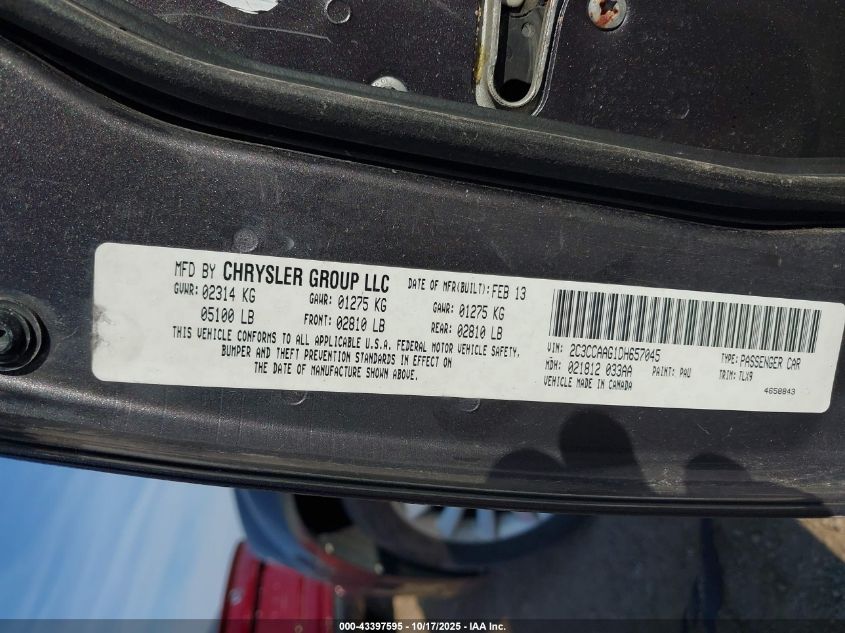 MFD BY CHRYSLER GROUP LLC DATE OF MFR(BUILT): FEB 13
GVWR: 02314 KG GAWR: 01275 KG GAWR: 01275 KG
05100 LB FRONT: 02810 LB REAR: 02810 LB
THIS VEHICLE CONFORMS TO ALL APPLICABLE U.S.A. FEDERAL MOTOR VEHICLE SAFETY,
BUMPER AND THEFT PREVENTION STANDARDS IN EFFECT ON
THE DATE OF MANUFACTURE SHOWN ABOVE.
VIN: 2C3CCAAG1DH657045 TYPE: PASSENGER CAR
MDH: 021812 033AA PAINT: PAU TRIM: TLX9
VEHICLE MADE IN CANADA 4650843
000-43397595 - 10/17/2025 - IAA Inc.